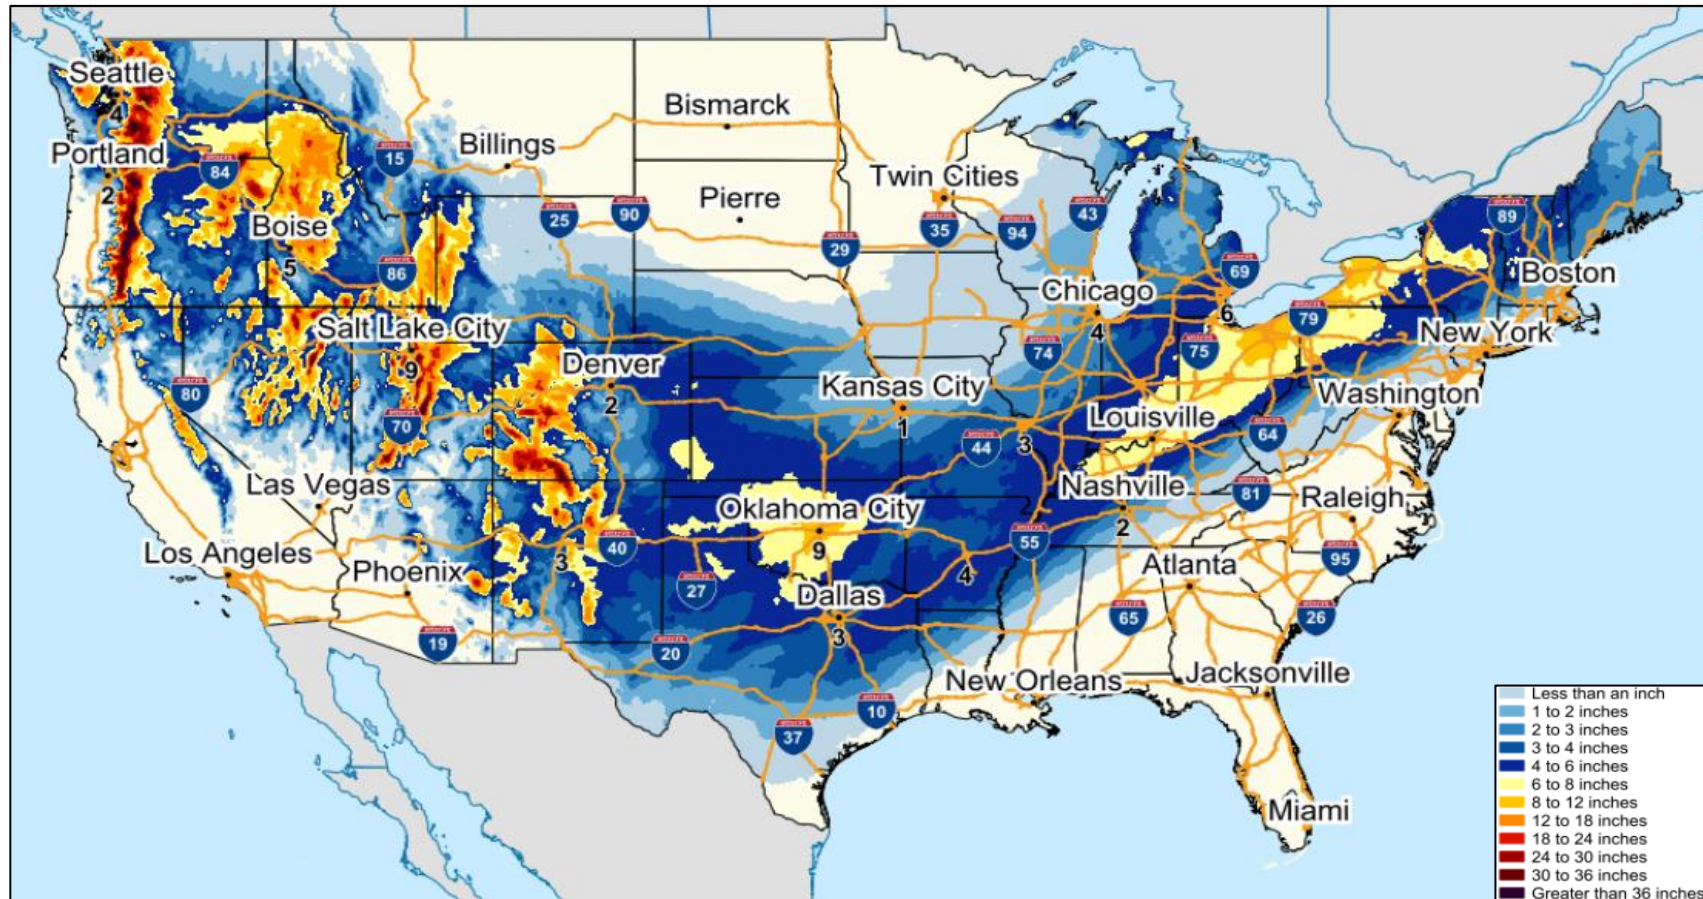 Seattle
4
Portland
2
84
15
Billings
Bismarck
Twin Cities
Pierre
Boise
5
86
25
90
29
35
94
43
69
89
Boston
Chicago
4
6
79
New York
Salt Lake City
9
Denver
2
80
70
Kansas City
1
74
75
Louisville
Washington
64
44
3
Las Vegas
Oklahoma City
9
Nashville
2
81
Raleigh
Los Angeles
Phoenix
3
40
27
4
55
Atlanta
95
Dallas
3
65
26
19
20
10
37
New Orleans
Jacksonville
Miami
Less than an inch
1 to 2 inches
2 to 3 inches
3 to 4 inches
4 to 6 inches
6 to 8 inches
8 to 12 inches
12 to 18 inches
18 to 24 inches
24 to 30 inches
30 to 36 inches
Greater than 36 inches